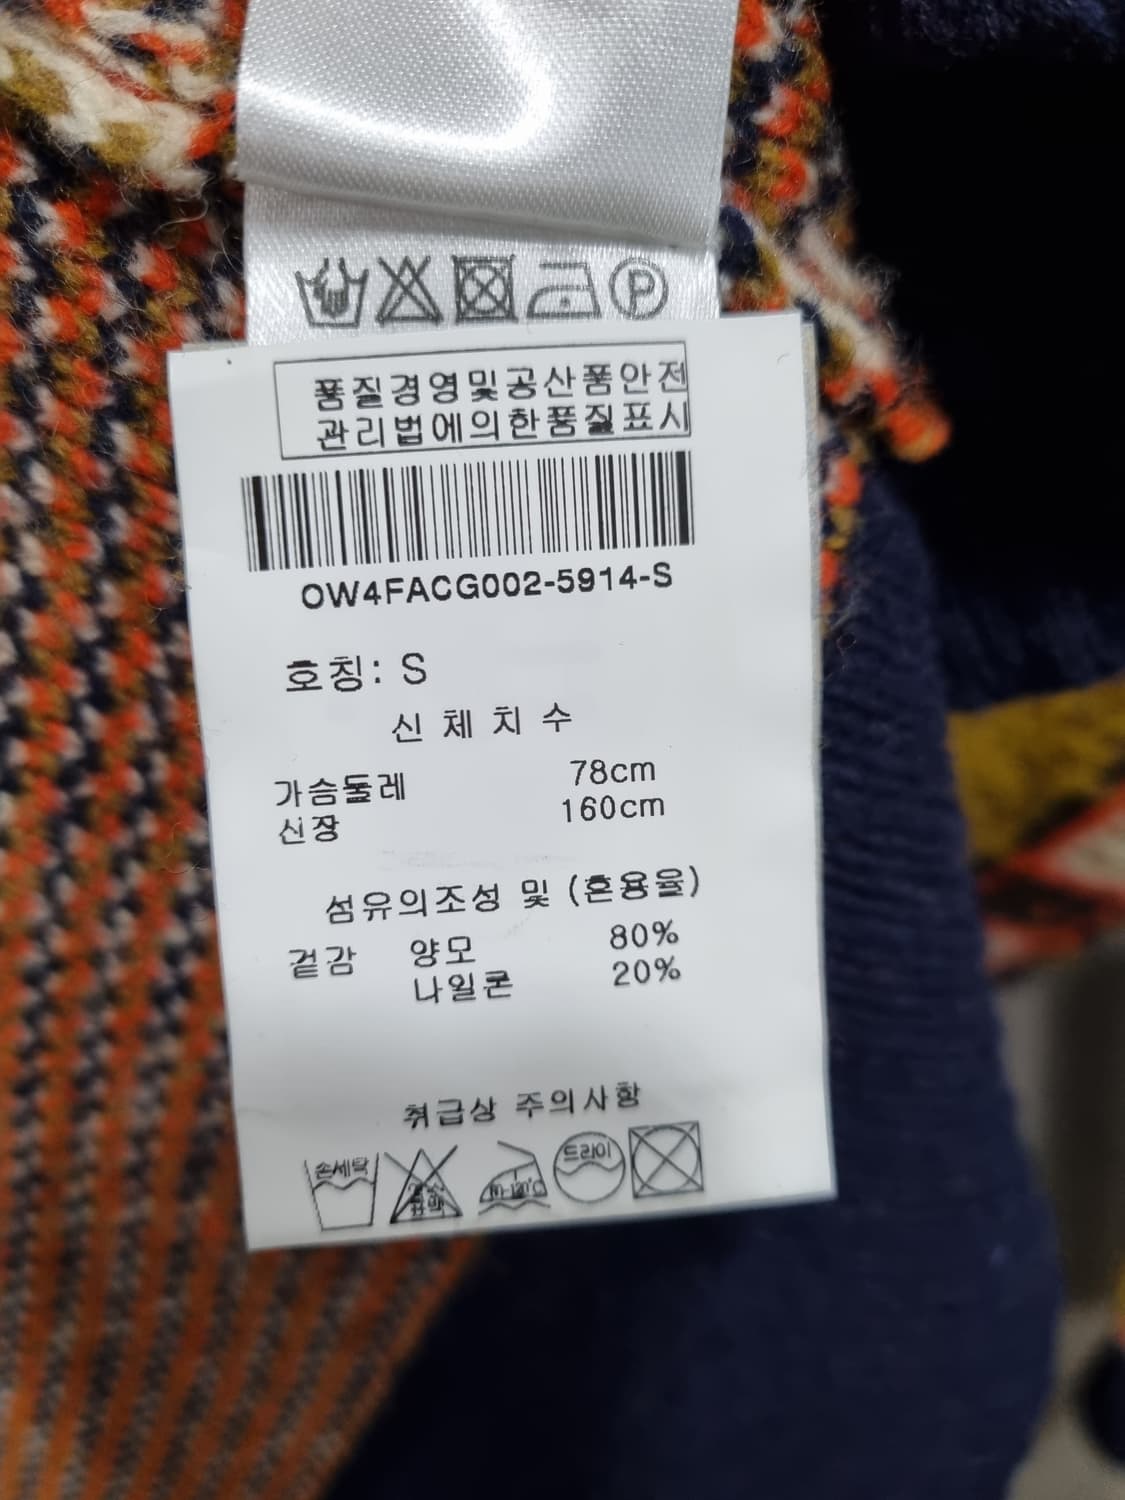 P
품질경영및공산품안전
관리법에의한품질표시
OW4FACG002-5914-S
호칭: S
신체치수
가슴둘레 78cm
신장 160cm
섬유의조성 및 (혼용율)
겉감 양모 80%
나일론 20%
취급상 주의사항
손세탁 드라이